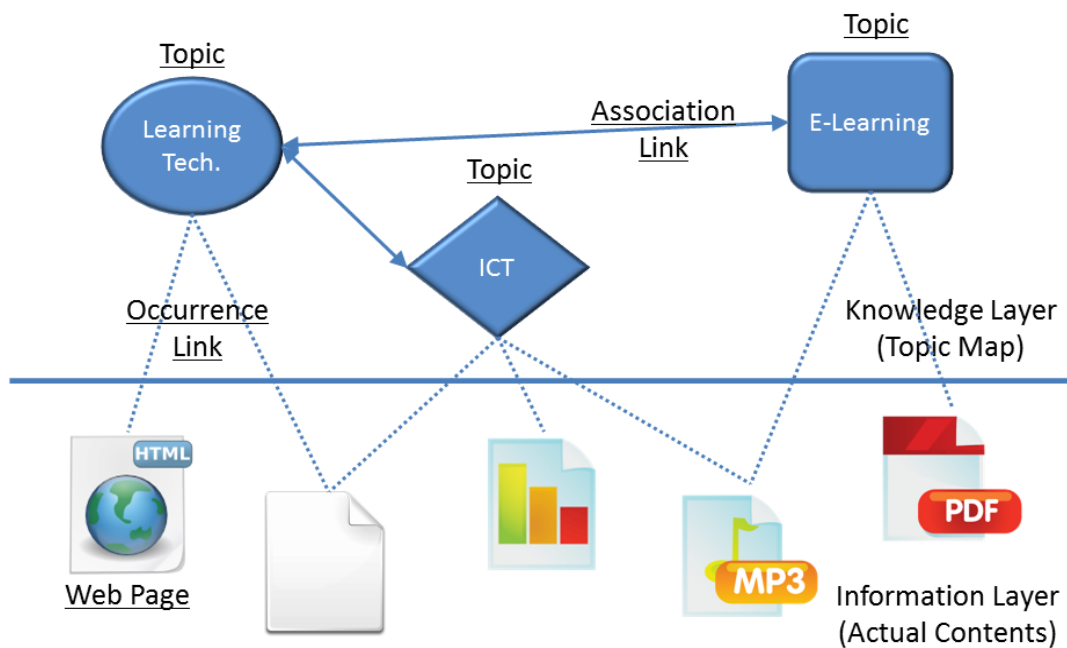 Topic
Topic
Learning
Tech.
Association
Link
E-Learning
Topic
ICT
Occurrence
Link
Knowledge Layer
(Topic Map)
HTML
PDF
MP3
Web Page
Information Layer
(Actual Contents)